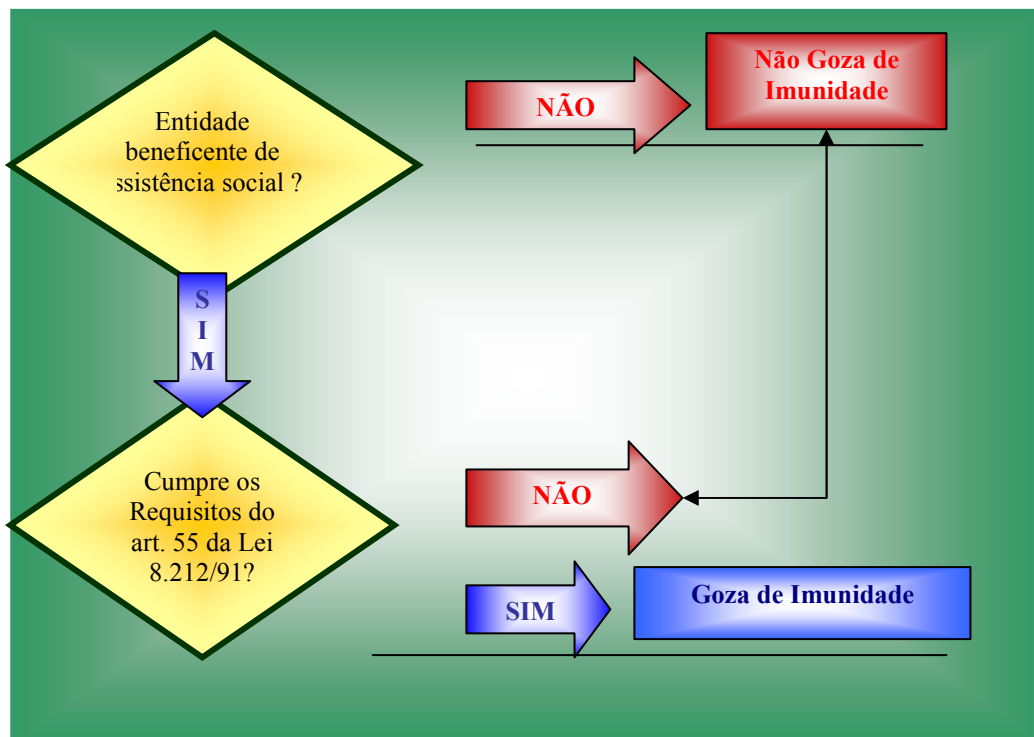 Entidade
beneficente de
ssistência social ?
NÃO
Não Goza de
Imunidade
S
I
M
Cumpre os
Requisitos do
art. 55 da Lei
8.212/91?
NÃO
SIM
Goza de Imunidade